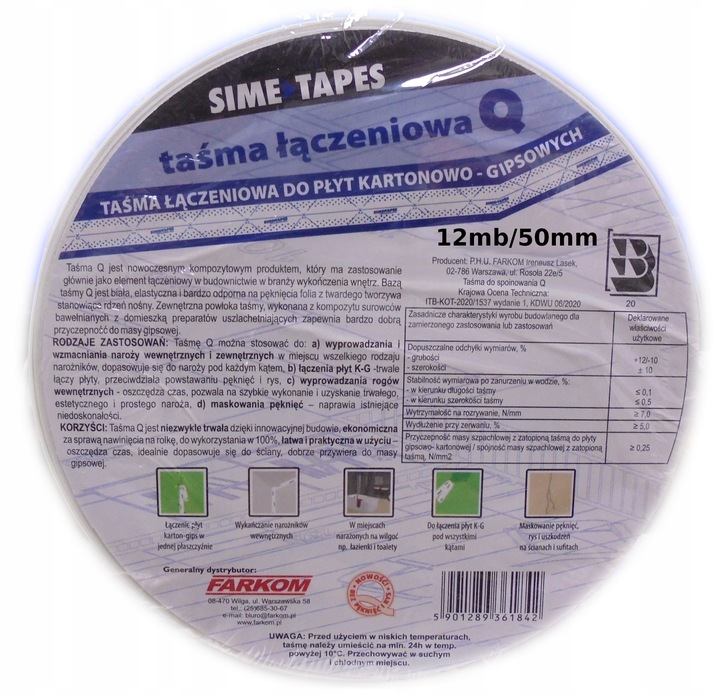 SIME TAPES
taśma łączeniowa Q
TAŚMA ŁĄCZENIOWA DO PŁYT KARTONOWO - GIPSOWYCH
12mb/50mm
Producent: P.H.U. FARKOM Ireneusz Lasek,
02-786 Warszawa, ul: Rosoła 22e/5
Taśma do spoinowania Q
Krajowa Ocena Techniczna:
ITB-KOT-2020/1537 wydanie 1, KDWU 06/2020
20
Taśma Q jest nowoczesnym kompozytowym produktem, który ma zastosowanie
głównie jako element łączeniowy w budownictwie w branży wykończenia wnętrz. Bazą
taśmy Q jest biała, elastyczna i bardzo odporna na pęknięcia folia z twardego tworzywa
stanowiąca rdzeń nośny. Zewnętrzna powłoka taśmy, wykonana z kompozytu surowców
bawełnianych z domieszką preparatów uszlachetniających zapewnia bardzo dobrą
przyczepność do masy gipsowej.
RODZAJE ZASTOSOWAŃ: Taśmę Q można stosować do: a) wyprowadzania i
wzmacniania naroży wewnętrznych i zewnętrznych w miejscu wszelkiego rodzaju
narożników, dopasowuje się do naroży pod każdym kątem, b) łączenia płyt K-G -trwale
łączy płyty, przeciwdziała powstawaniu pęknięć i rys, c) wyprowadzania rogów
wewnętrznych - oszczędza czas, pozwala na szybkie wykonanie i uzyskanie trwałego,
estetycznego i prostego naroża, d) maskowania pęknięć – naprawia istniejące
niedoskonałości.
KORZYŚCI: Taśma Q jest niezwykle trwała dzięki innowacyjnej budowie, ekonomiczna
za sprawą nawinięcia na rolkę, do wykorzystania w 100%, łatwa i praktyczna w użyciu –
oszczędza czas, idealnie dopasowuje się do ściany, dobrze przywiera do masy
gipsowej.
Zasadnicze charakterystyki wyrobu budowlanego dla zamierzonego zastosowania lub zastosowań
Deklarowane właściwości użytkowe
Dopuszczalne odchyłki wymiarów, %
- grubości +12/-10
- szerokości ± 10
Stabilność wymiarowa po zanurzeniu w wodzie, %:
- w kierunku długości taśmy ≤ 0,1
- w kierunku szerokości taśmy ≤ 0,5
Wytrzymałość na rozrywanie, N/mm ≥ 7,0
Wydłużenie przy zerwaniu, % ≥ 5,0
Przyczepność masy szpachlowej z zatopioną taśmą do płyty
gipsowo- kartonowej / spójność masy szpachlowej z zatopioną
taśmą, N/mm2 ≥ 0,25
Łączenie płyt
karton-gips w
jednej płaszczyźnie
Wykańczanie narożników
wewnętrznych
W miejscach
narażonych na wilgoć
np. łazienki i toalety
Do łączenia płyt K-G
pod wszystkimi
kątami
Maskowanie pęknięć,
rys i uszkodzeń
na ścianach i sufitach
Generalny dystrybutor:
FARKOM
08-470 Wilga, ul. Warszawska 58
tel.: (25)685-30-67
e-mail: biuro@farkom.pl
www.farkom.pl
NOWOŚĆ!
BEZ PĘKNIĘĆ I RYS
5901289361842
UWAGA: Przed użyciem w niskich temperaturach,
taśmę należy umieścić na min. 24h w temp.
powyżej 10°C. Przechowywać w suchym
i chłodnym miejscu.